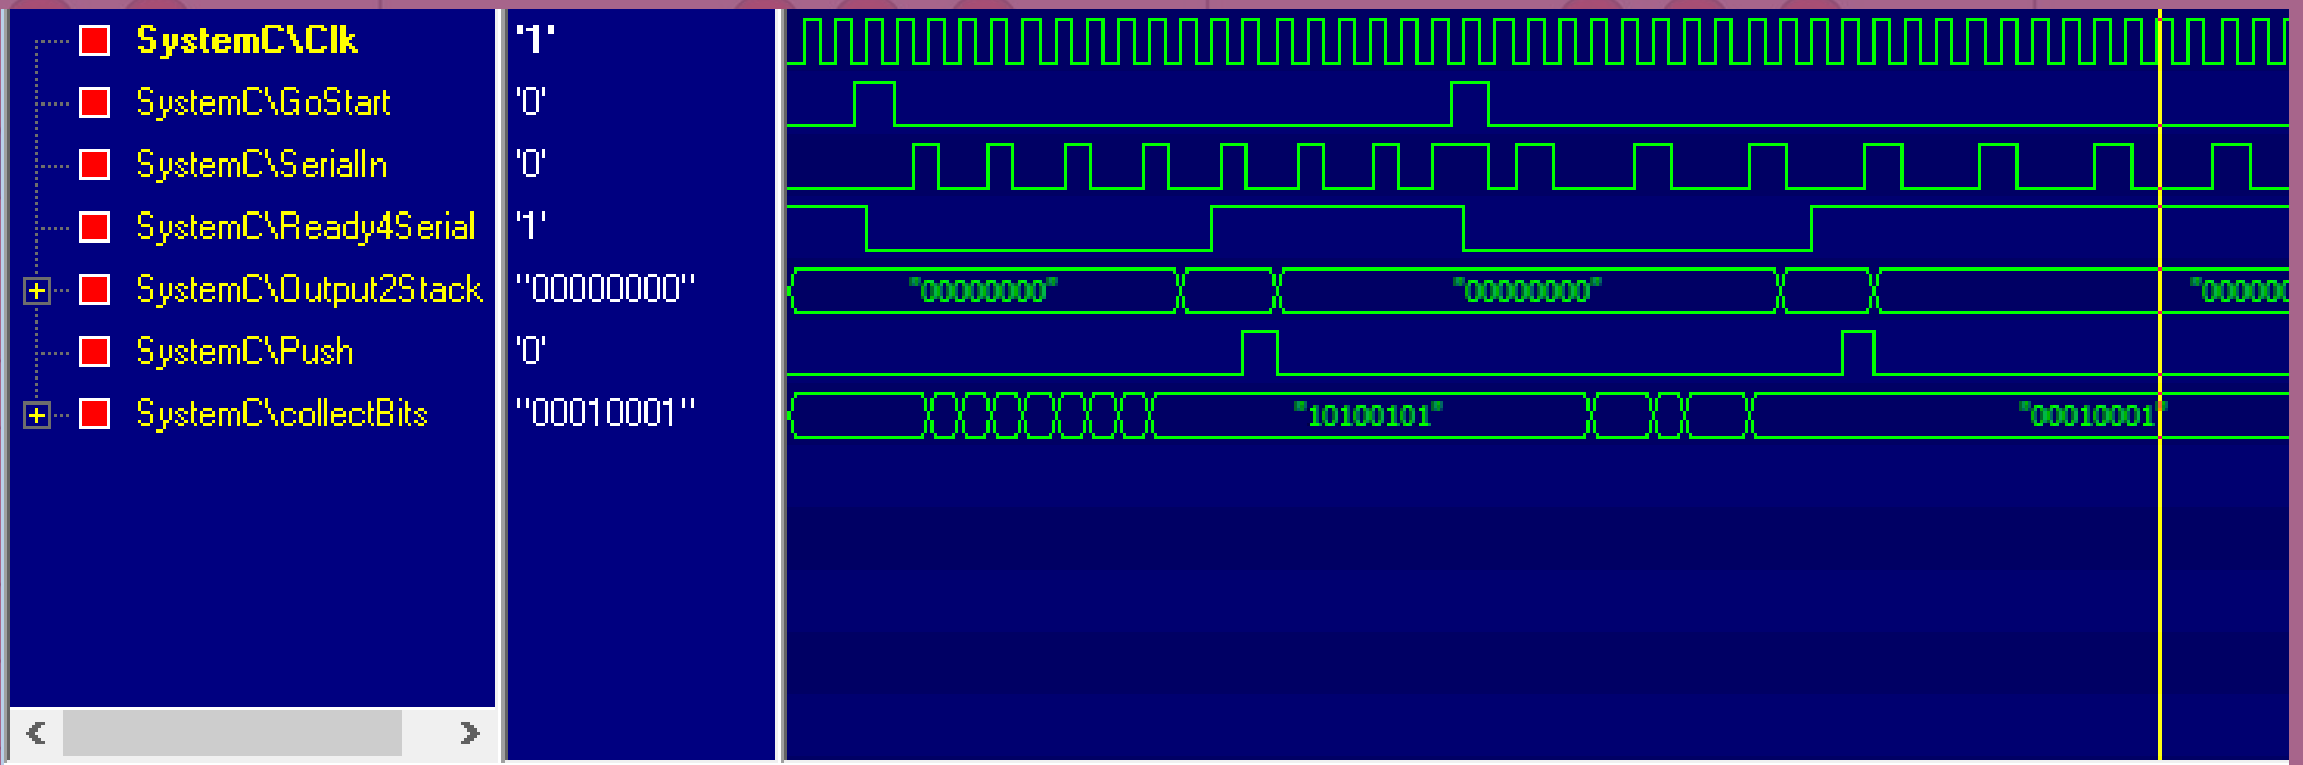 SystemC\Clk '1'
SystemC\GoStart '0'
SystemC\SerialIn '0'
SystemC\Ready4Serial '1'
SystemC\Output2Stack "00000000" "00000000" "00000000" "000000
SystemC\Push '0'
SystemC\collectBits "00010001" "10100101" "00010001"